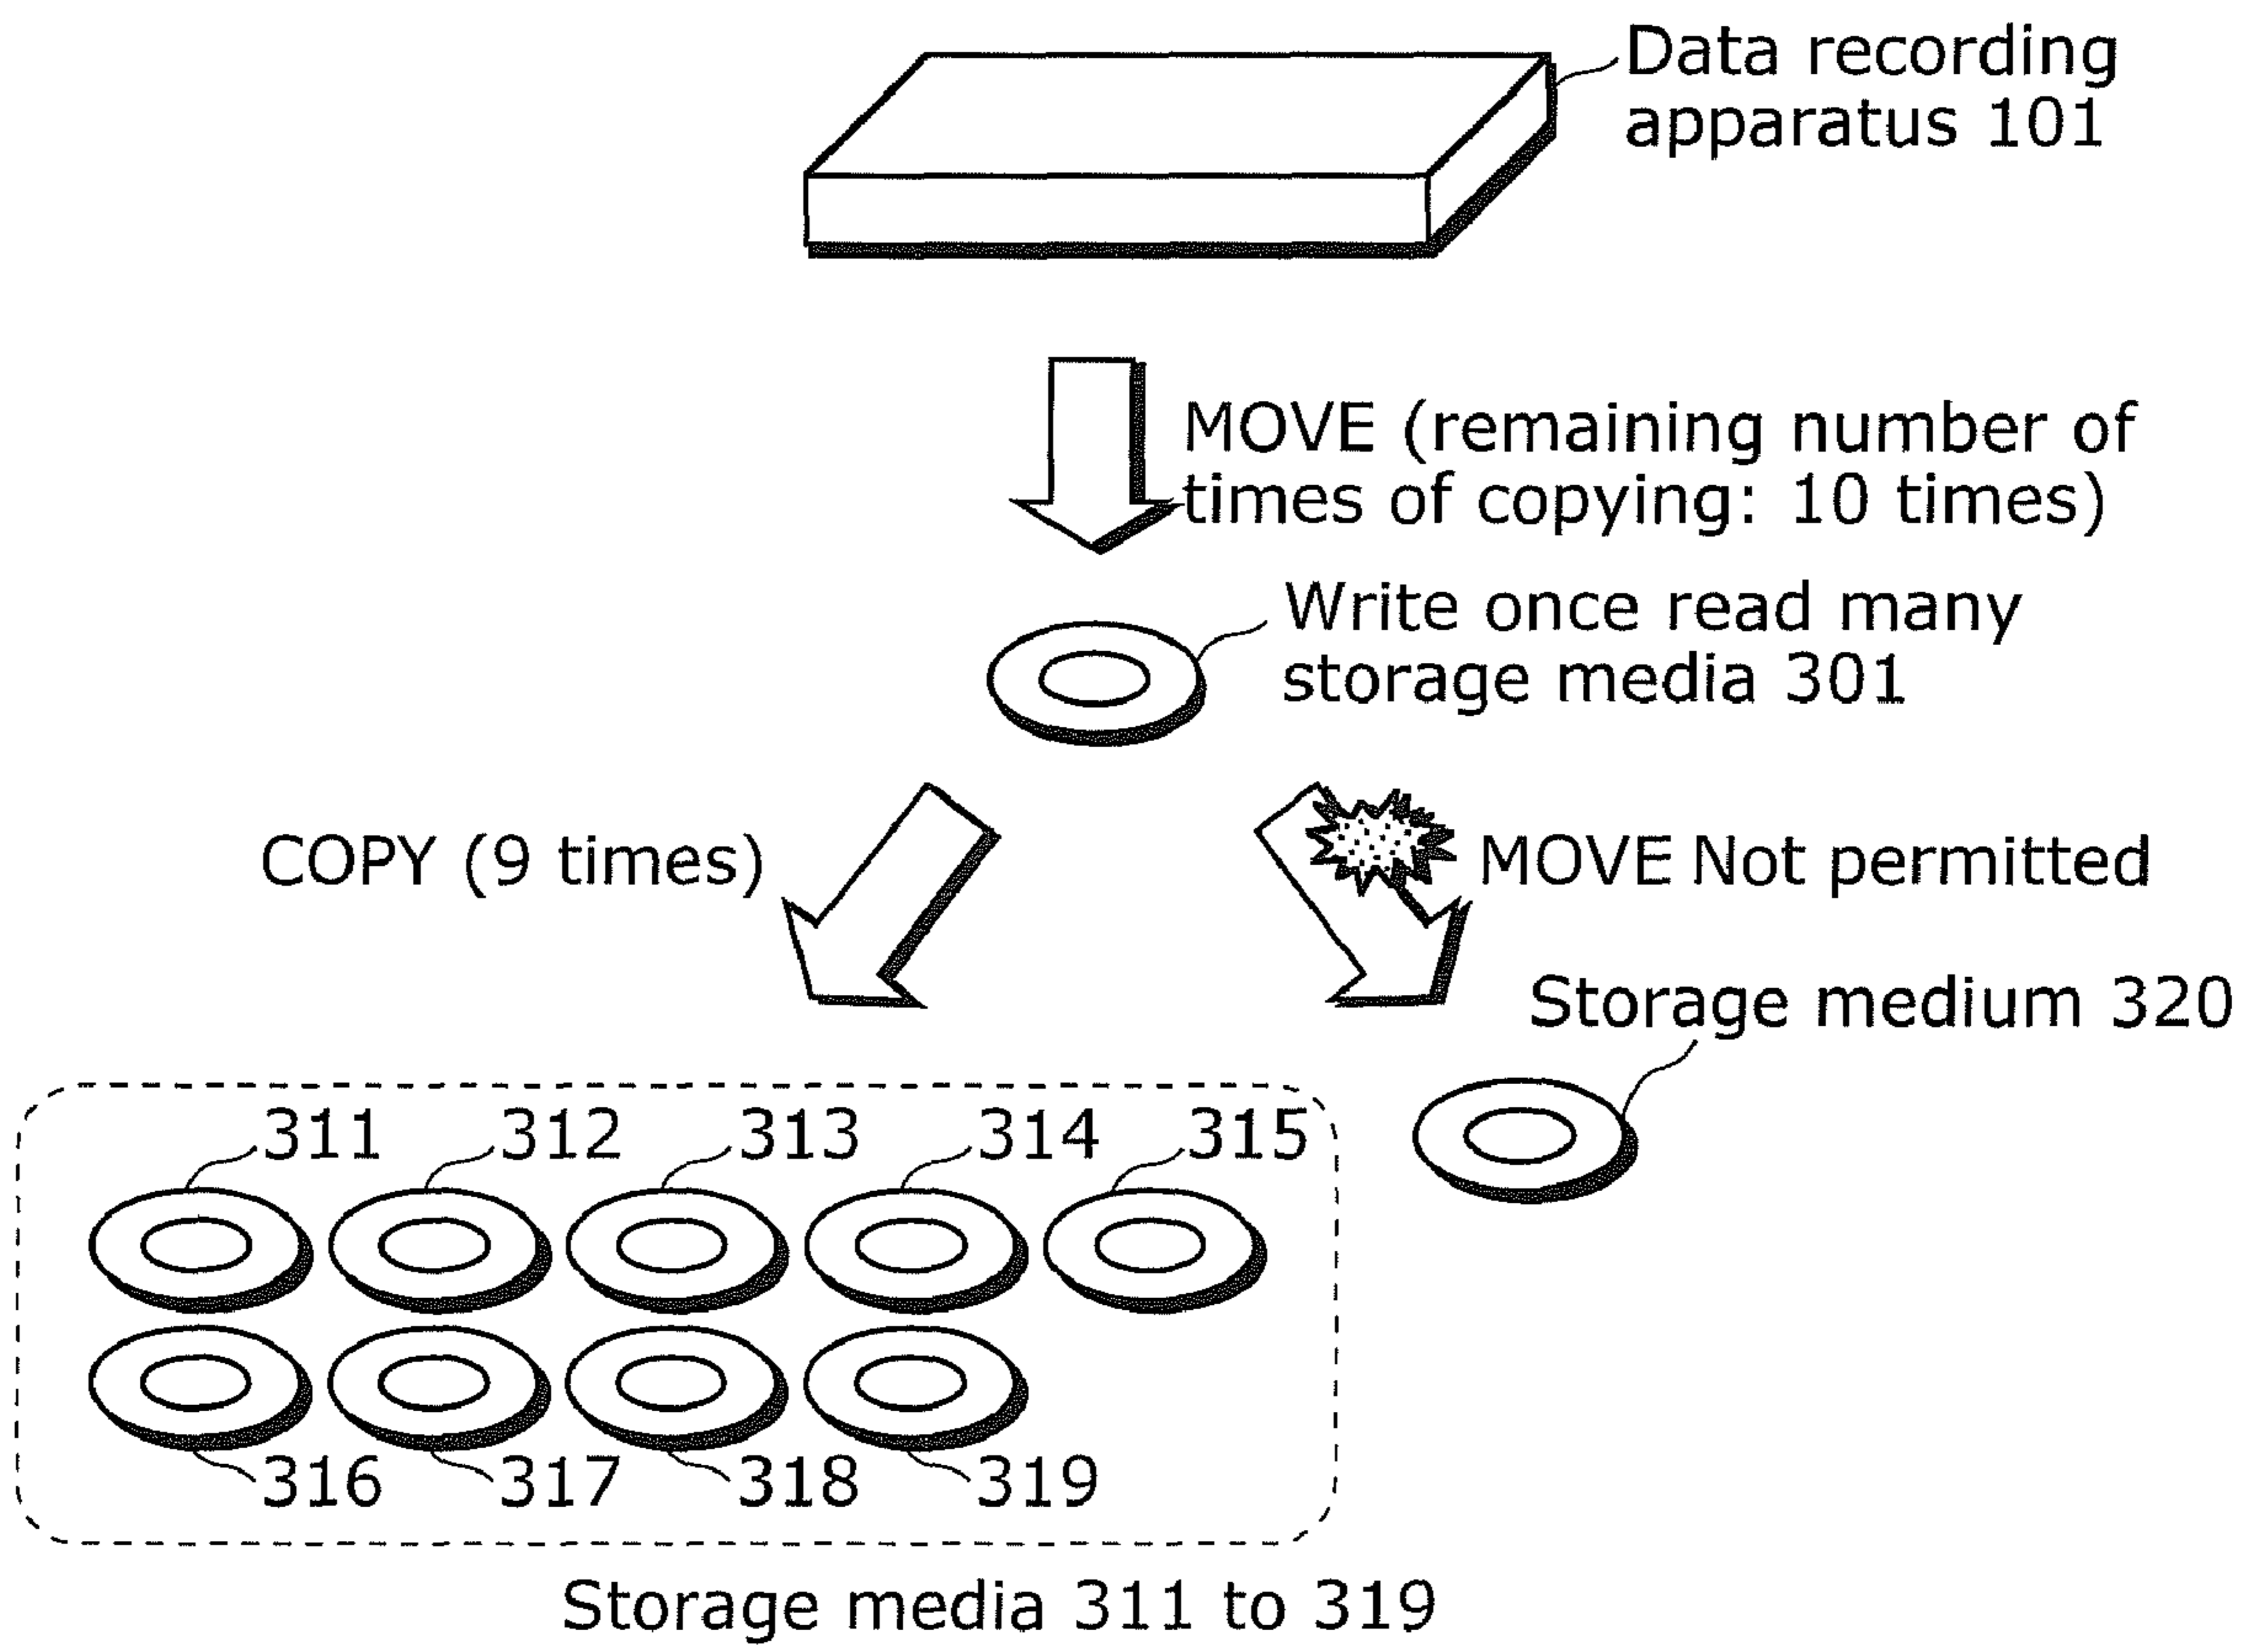 Data recording
apparatus 101
MOVE (remaining number of
times of copying: 10 times)
Write once read many
storage media 301
COPY (9 times)
MOVE Not permitted
Storage medium 320
311 312 313 314 315
316 317 318 319
Storage media 311 to 319